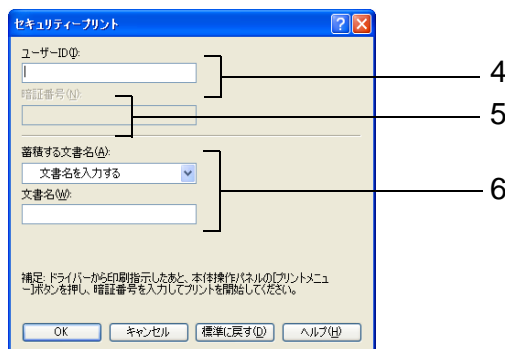 セキュリティープリント
ユーザーID(I):
4
暗証番号(N):
5
蓄積する文書名(A):
文書名を入力する
6
文書名(W):
補足: ドライバーから印刷指示したあと、本体操作パネルの[プリントメニュ
ー]ボタンを押し、暗証番号を入力してプリントを開始してください。
OK キャンセル 標準に戻す(D) ヘルプ(H)